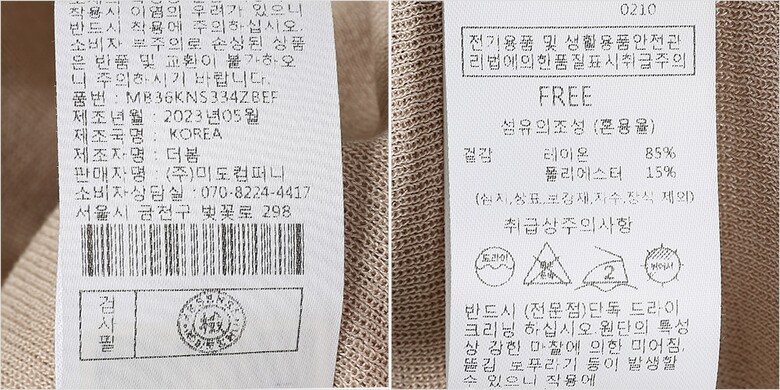 착용시 이염의 우려가 있으니
반드시 착용에 주의하십시오.
소비자 부주의로 손상된 상품
은 반품 및 교환이 불가하오
니 주의하시기 바랍니다.
품번 : MB36KNS334ZBEF
제조년월 : 2023년05월
제조국명 : KOREA
제조자명 : 더봄
판매자명 : (주)미도컴퍼니
소비자상담실 : 070-8224-4417
서울시 금천구 벚꽃로 298
검사필
0210
전기용품 및 생활용품안전관
리법에의한품질표시취급주의
FREE
섬유의조성 (혼용율)
겉감 레이온 85%
폴리에스터 15%
(심지,상표,보강재,자수,장식 제외)
취급상주의사항
드라이
2
반드시 (전문점)단독 드라이
크리닝 하십시오.원단의 특성
상 강한 마찰에 의한 미어짐,
뜯김 보푸라기 등이 발생할
수 있으니 착용에